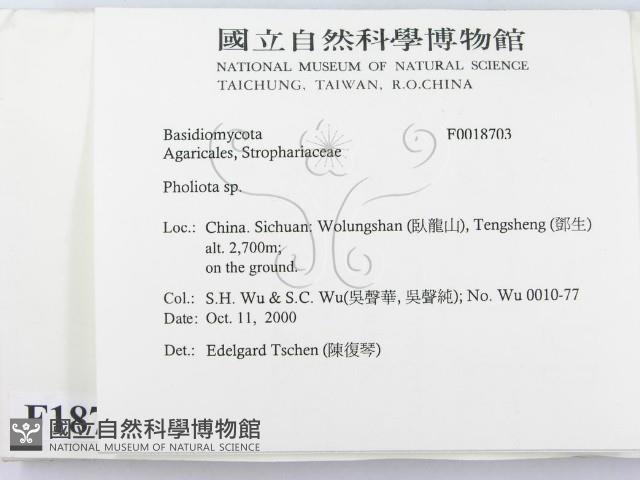 國立自然科學博物館
NATIONAL MUSEUM OF NATURAL SCIENCE
TAICHUNG, TAIWAN, R.O.CHINA
Basidiomycota F0018703
Agaricales, Strophariaceae
Pholiota sp.
Loc.: China. Sichuan: Wolungshan (臥龍山), Tengsheng (鄧生)
alt. 2,700m;
on the ground.
Col.: S.H. Wu & S.C. Wu(吳聲華, 吳聲純); No. Wu 0010-77
Date: Oct. 11, 2000
Det.: Edelgard Tschen (陳復琴)
國立自然科學博物館
NATIONAL MUSEUM OF NATURAL SCIENCE